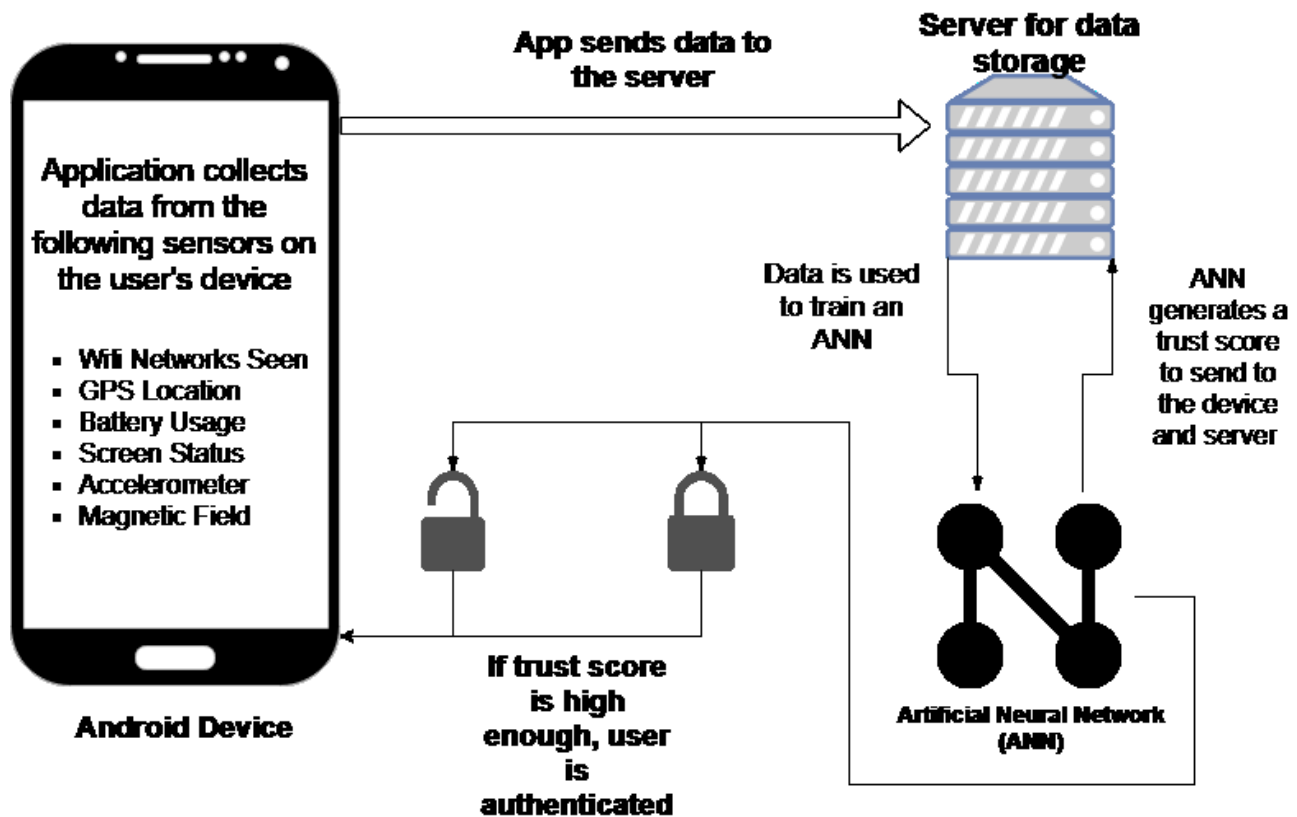 Application collects
data from the
following sensors on
the user's device
▪ Wifi Networks Seen
▪ GPS Location
▪ Battery Usage
▪ Screen Status
▪ Accelerometer
▪ Magnetic Field
Android Device
App sends data to
the server
Server for data
storage
Data is used
to train an
ANN
ANN
generates a
trust score
to send to
the device
and server
Artificial Neural Network
(ANN)
If trust score
is high
enough, user
is
authenticated